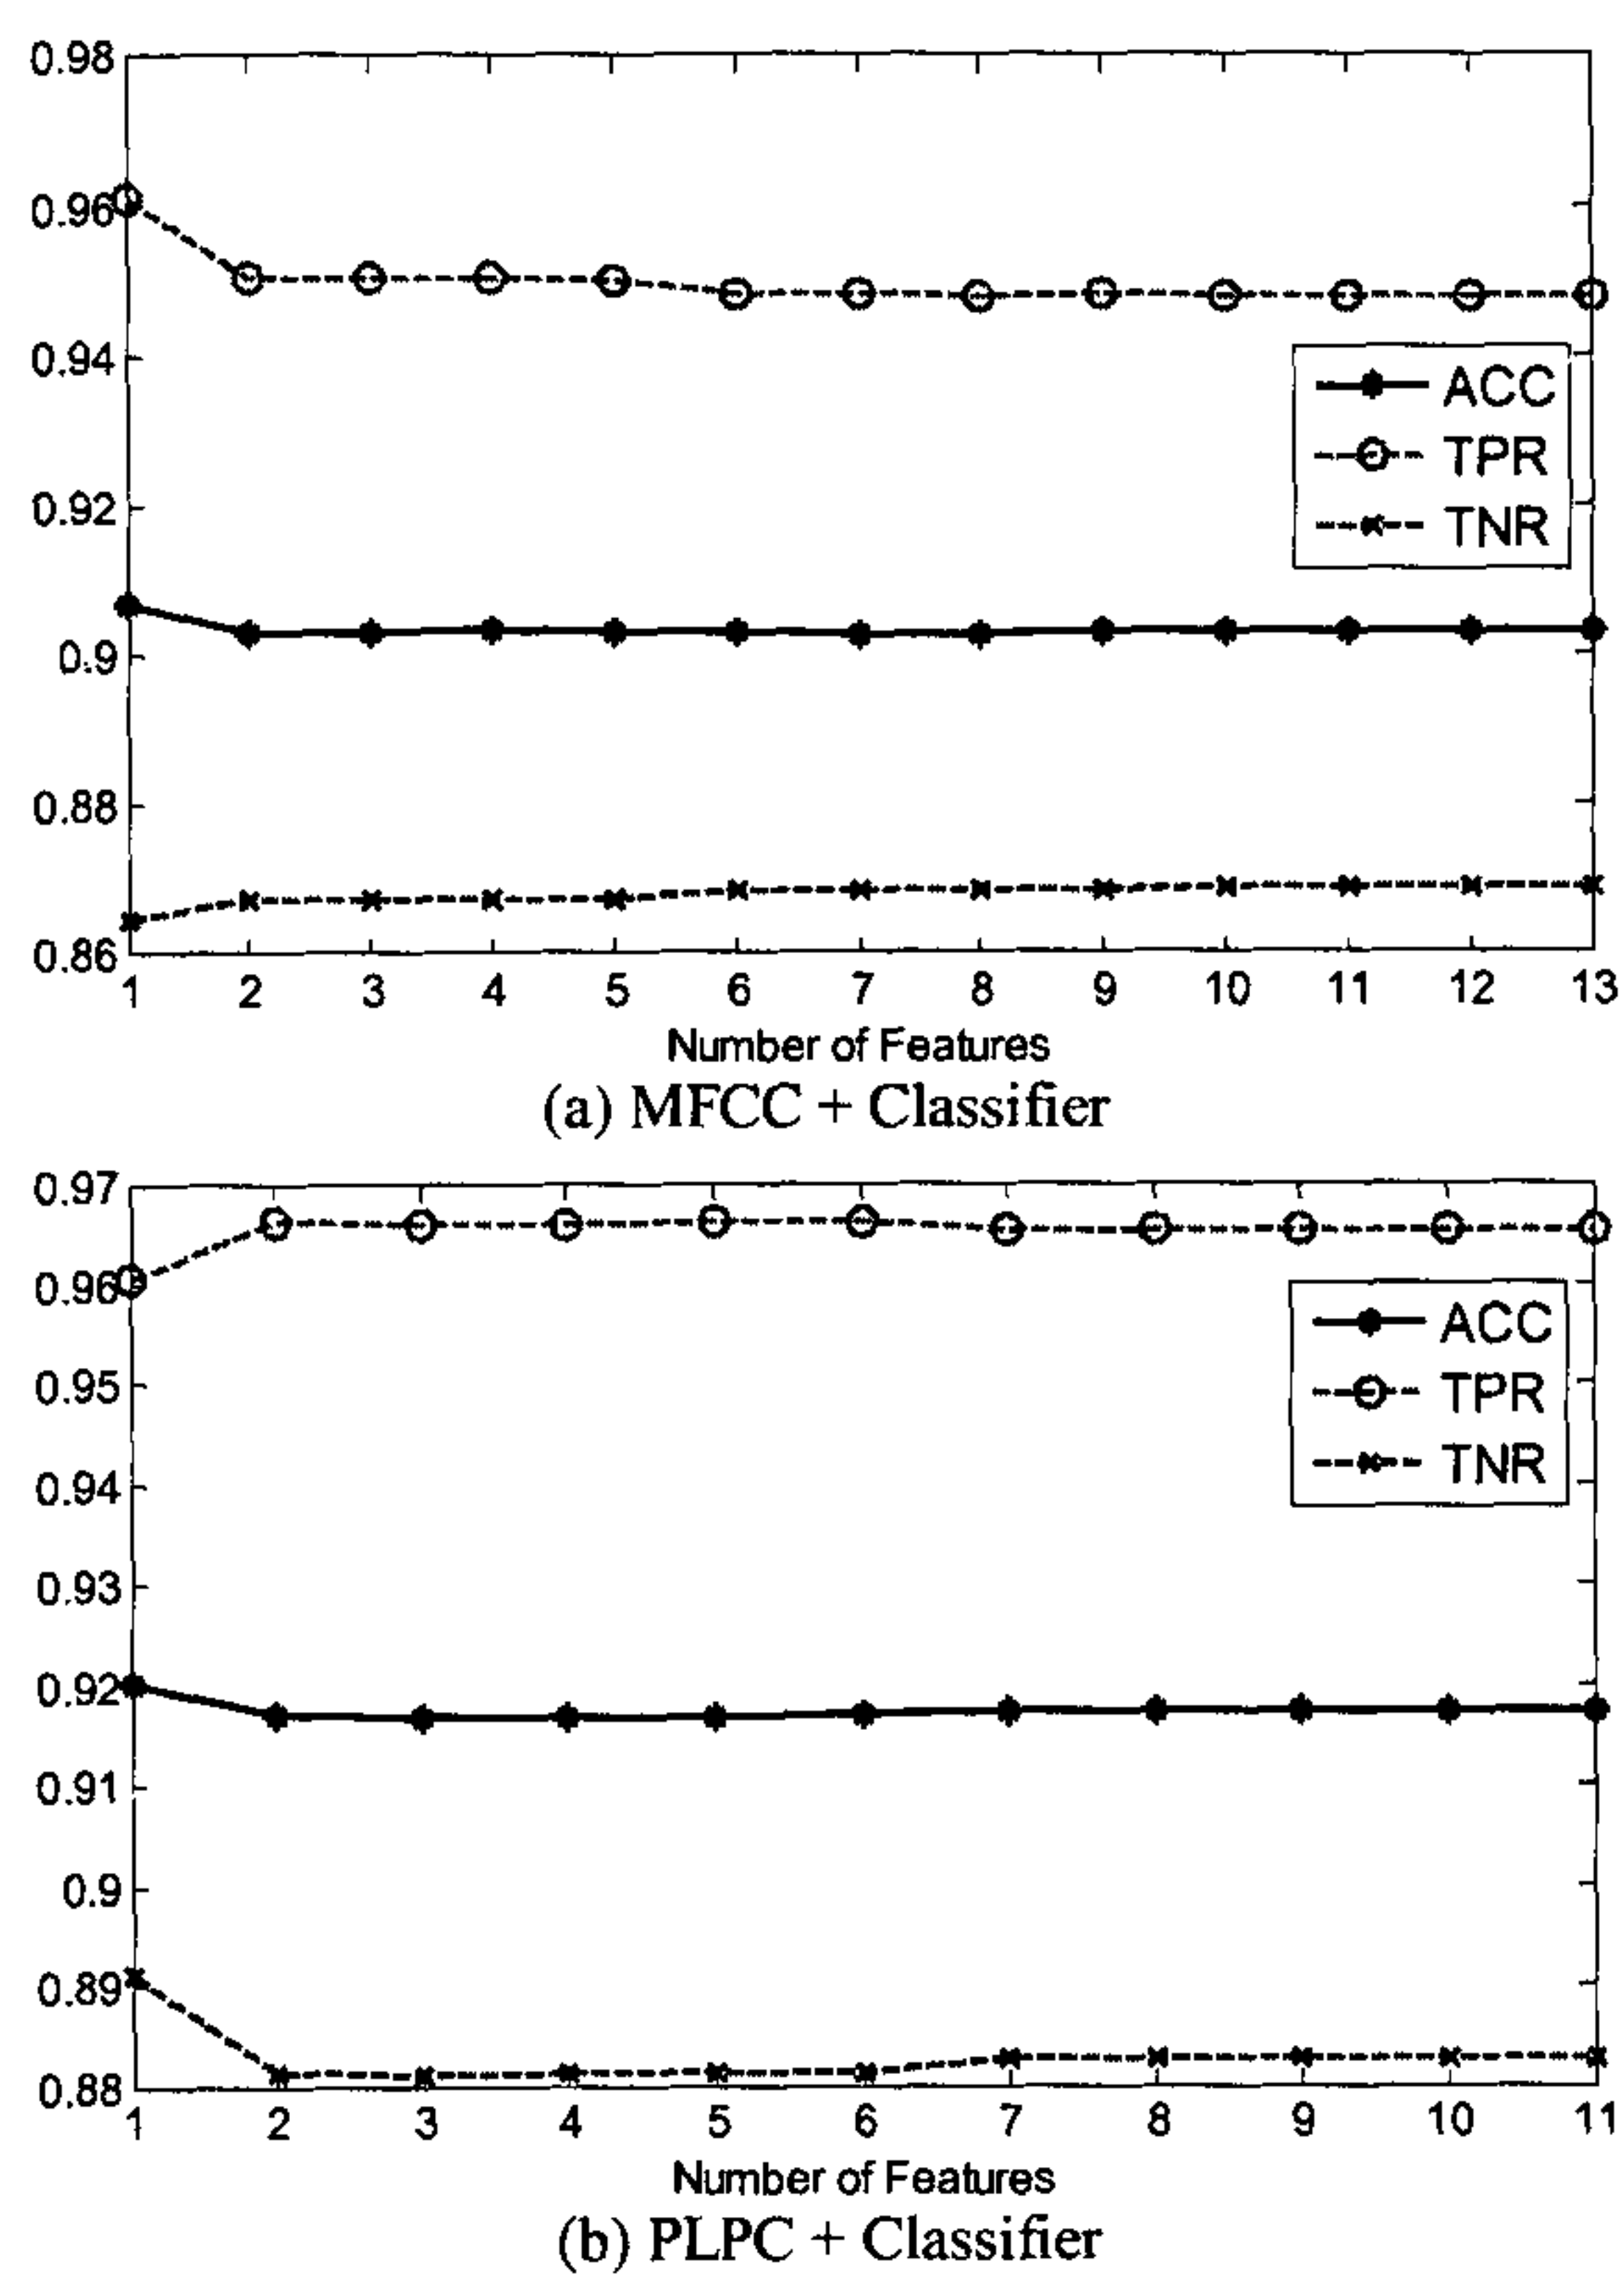 0.98
0.96
0.94
0.92
0.9
0.88
0.86
ACC
TPR
TNR
1 2 3 4 5 6 7 8 9 10 11 12 13
Number of Features
(a) MFCC + Classifier
0.97
0.96
0.95
0.94
0.93
0.92
0.91
0.9
0.89
0.88
ACC
TPR
TNR
1 2 3 4 5 6 7 8 9 10 11
Number of Features
(b) PLPC + Classifier